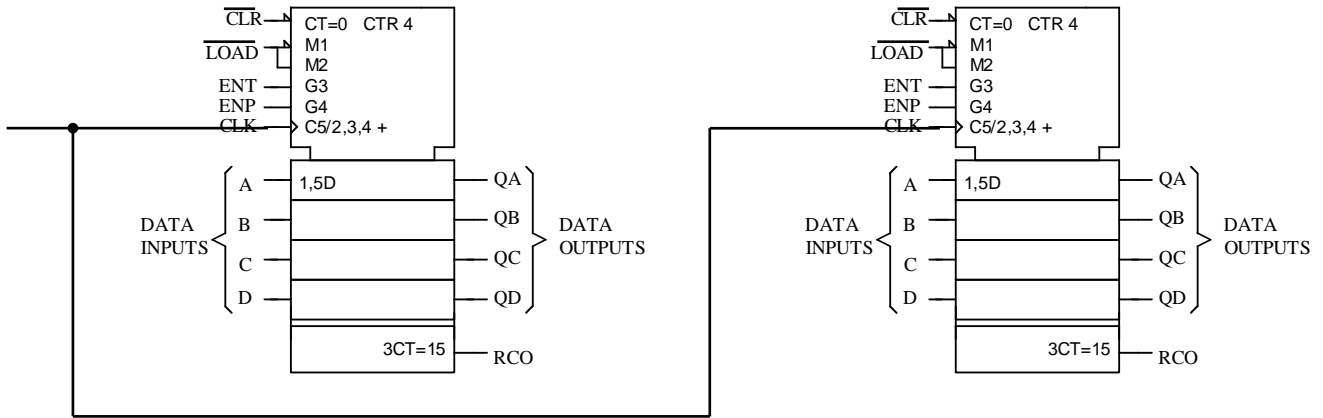 CLR
CT=0 CTR 4
LOAD
M1
M2
ENT
G3
ENP
G4
CLK
C5/2,3,4 +
A
1,5D
QA
DATA
INPUTS
B
QB
DATA
OUTPUTS
C
QC
D
QD
3CT=15
RCO
CLR
CT=0 CTR 4
LOAD
M1
M2
ENT
G3
ENP
G4
CLK
C5/2,3,4 +
A
1,5D
QA
DATA
INPUTS
B
QB
DATA
OUTPUTS
C
QC
D
QD
3CT=15
RCO